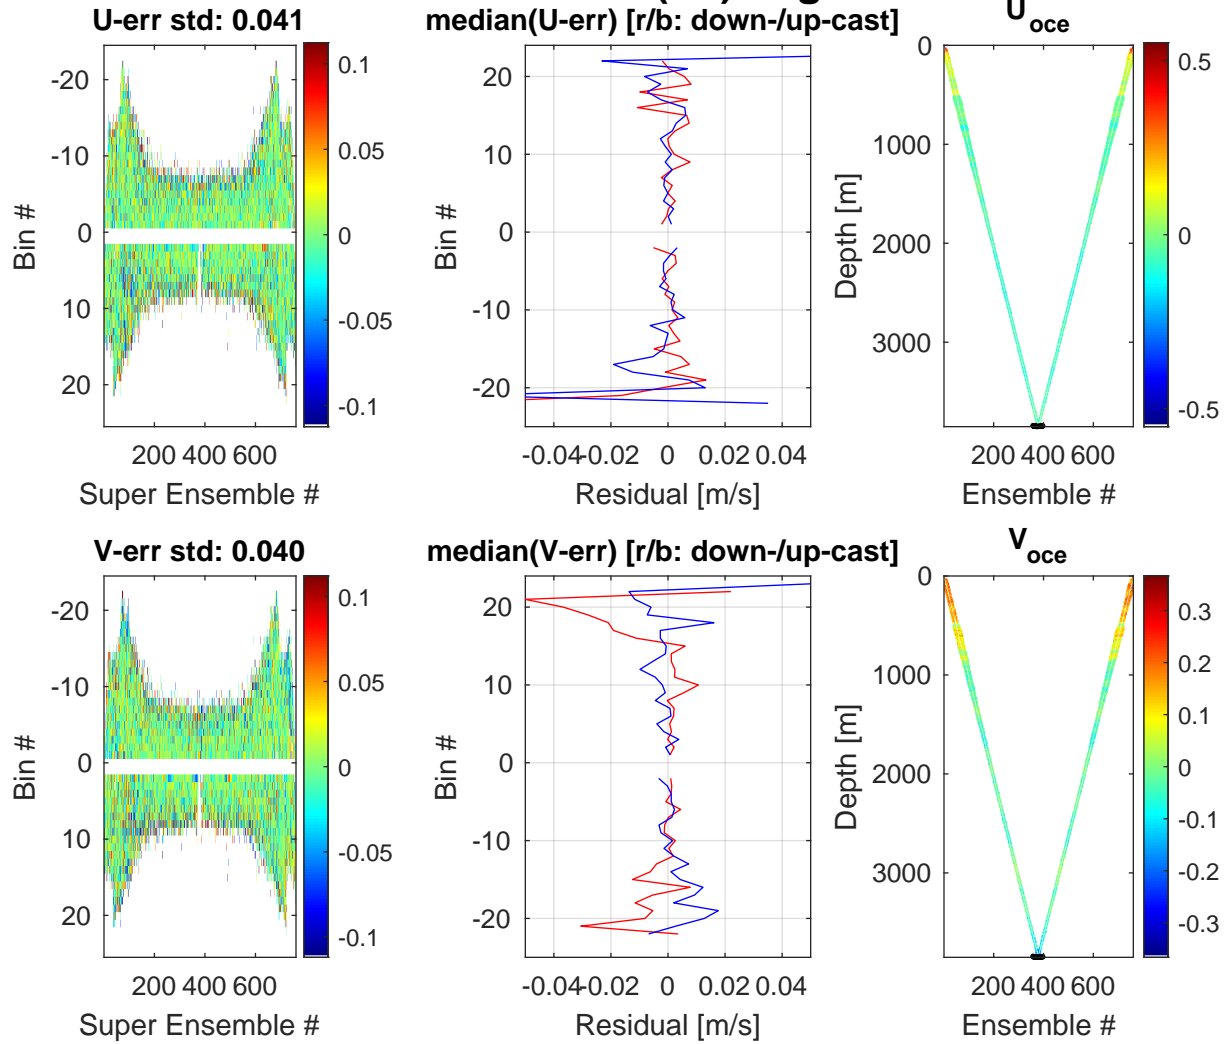 U-err std: 0.041
median(U-err) [r/b: down-/up-cast]
U oce
-20
-10
0
10
20
Bin #
200 400 600
Super Ensemble #
0.1
0.05
0
-0.05
-0.1
20
10
0
-10
-20
Bin #
-0.04 -0.02 0 0.02 0.04
Residual [m/s]
0
1000
2000
3000
Depth [m]
200 400 600
Ensemble #
0.5
0
-0.5
V-err std: 0.040
median(V-err) [r/b: down-/up-cast]
V oce
-20
-10
0
10
20
Bin #
200 400 600
Super Ensemble #
0.1
0.05
0
-0.05
-0.1
20
10
0
-10
-20
Bin #
-0.04 -0.02 0 0.02 0.04
Residual [m/s]
0
1000
2000
3000
Depth [m]
200 400 600
Ensemble #
0.3
0.2
0.1
0
-0.1
-0.2
-0.3